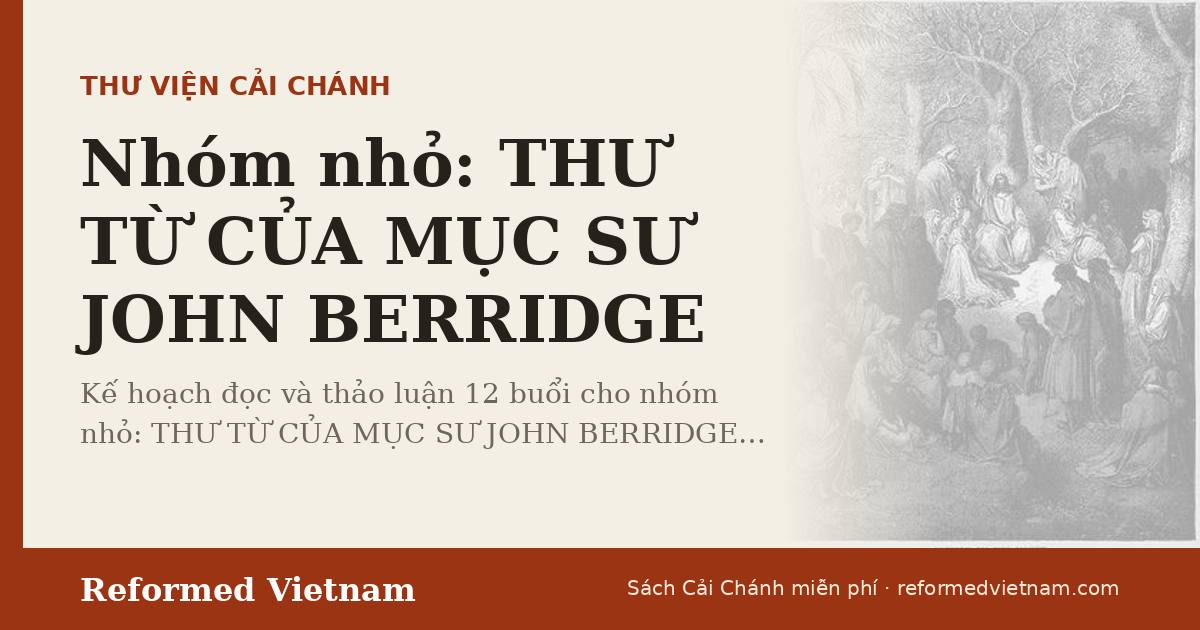 THƯ VIỆN CẢI CHÁNH
Nhóm nhỏ: THƯ
TỪ CỦA MỤC SƯ
JOHN BERRIDGE
Kế hoạch đọc và thảo luận 12 buổi cho nhóm
nhỏ: THƯ TỪ CỦA MỤC SƯ JOHN BERRIDGE...
Reformed Vietnam
Sách Cải Chánh miễn phí · reformedvietnam.com